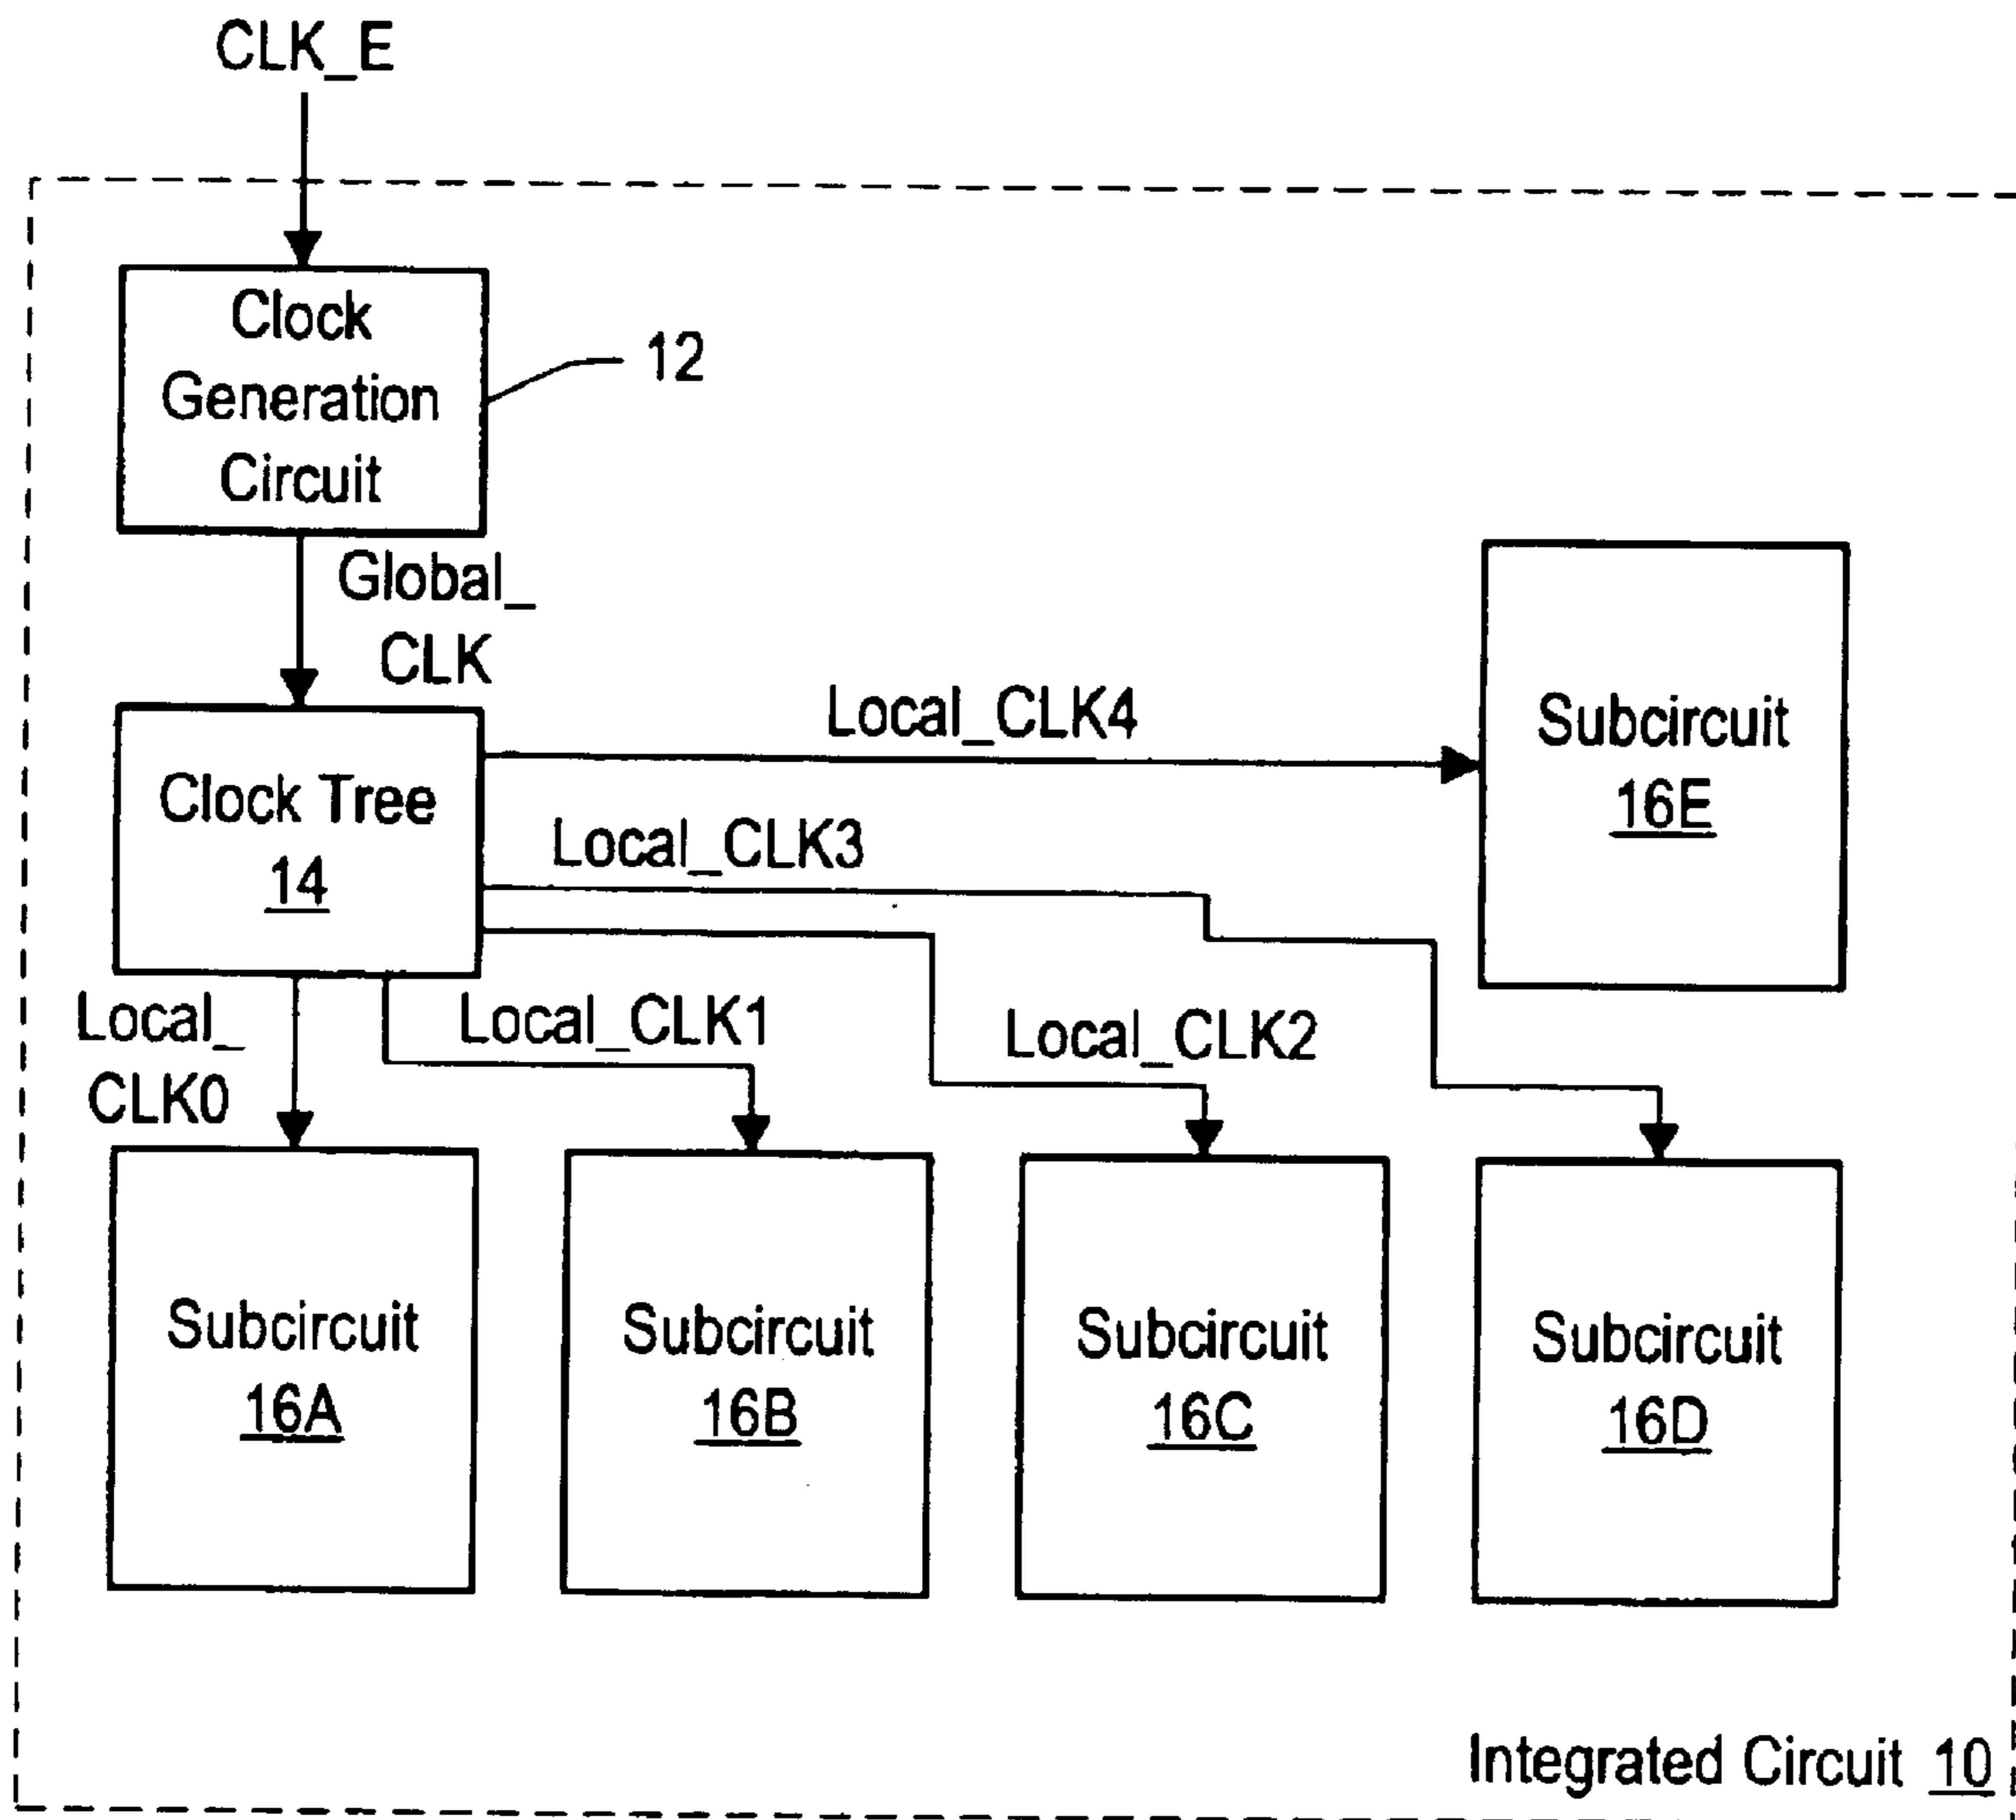 CLK_E
Clock
Generation
Circuit
12
Global_
CLK
Local_CLK4
Subcircuit
16E
Clock Tree
14
Local_CLK3
Local_
CLK0
Local_CLK1
Local_CLK2
Subcircuit
16A
Subcircuit
16B
Subcircuit
16C
Subcircuit
16D
Integrated Circuit 10